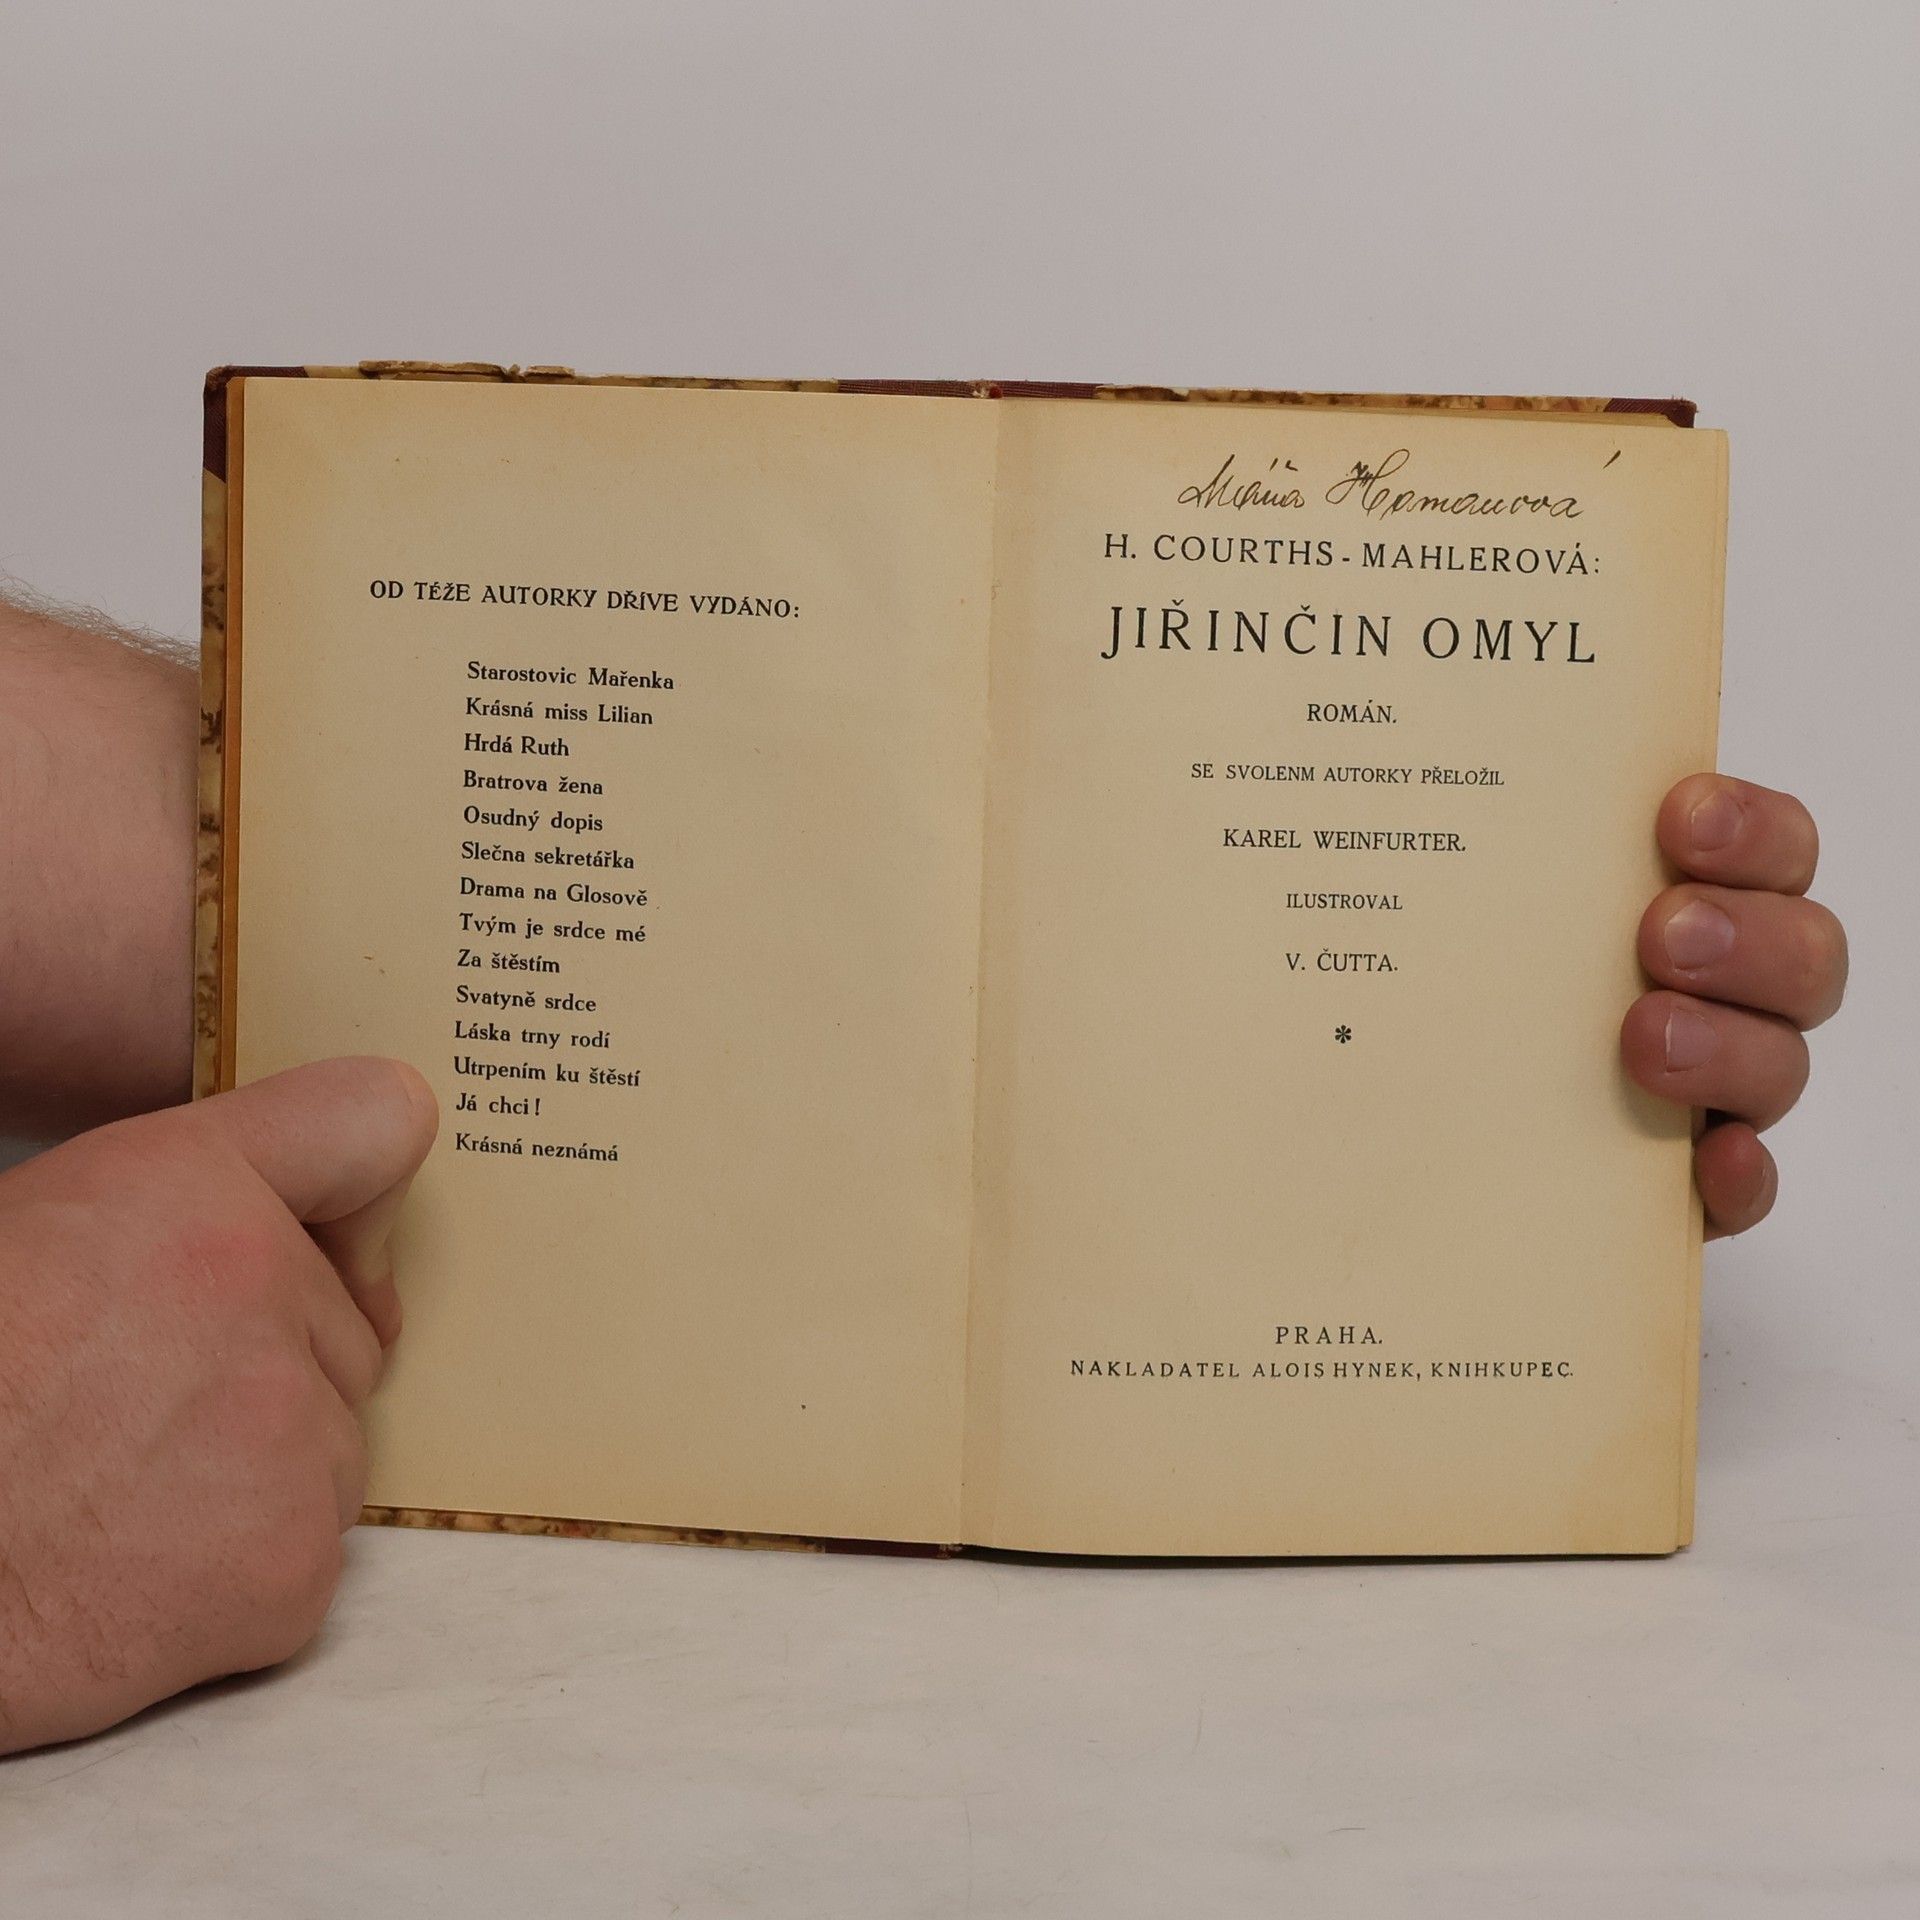 OD TÉŽE AUTORKY DŘÍVE VYDÁNO:
Starostovic Mařenka
Krásná miss Lilian
Hrdá Ruth
Bratrova žena
Osudný dopis
Slečna sekretářka
Drama na Glosově
Tvým je srdce mé
Za štěstím
Svatyně srdce
Láska trny rodí
Utrpením ku štěstí
Já chci!
Krásná neznámá
Máňa Homanová
H. COURTHS-MAHLEROVÁ:
JIŘINČIN OMYL
ROMÁN.
SE SVOLENM AUTORKY PŘELOŽIL
KAREL WEINFURTER.
ILUSTROVAL
V. ČUTTA.
*
PRAHA.
NAKLADATEL ALOIS HYNEK, KNIHKUPEC.